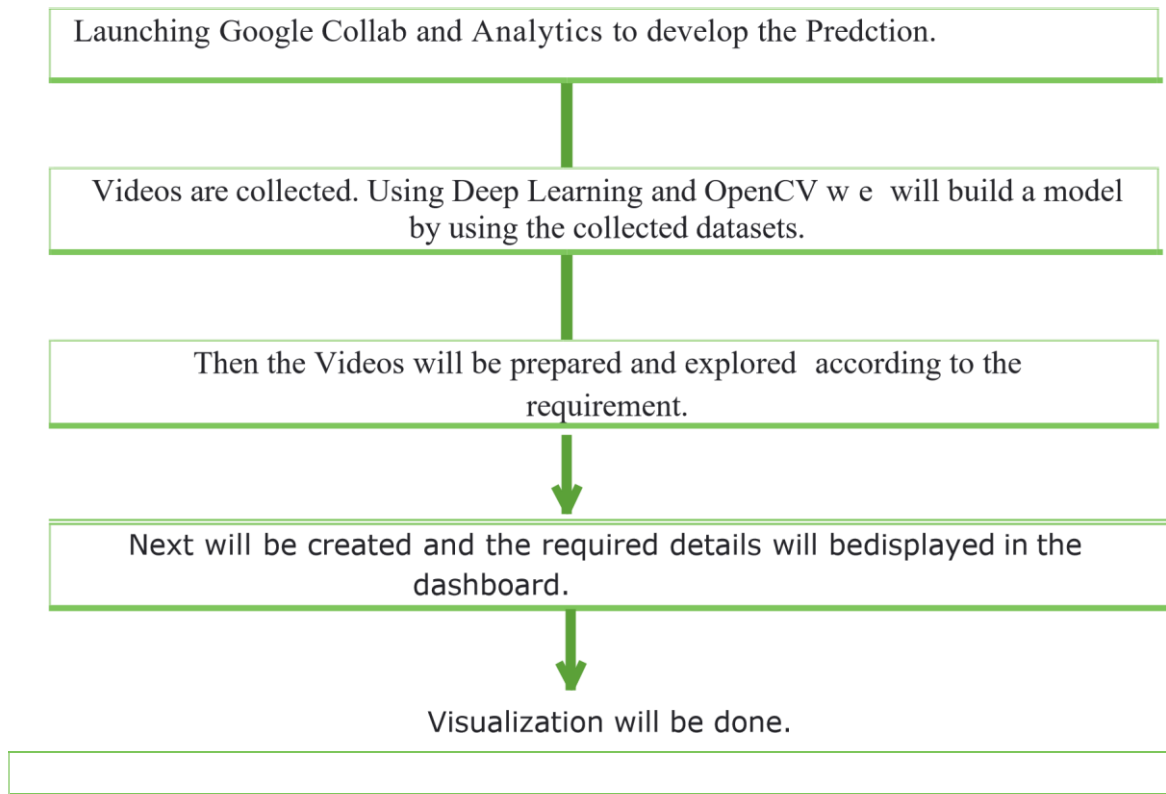 Launching Google Collab and Analytics to develop the Predction.
Videos are collected. Using Deep Learning and OpenCV w e will build a model
by using the collected datasets.
Then the Videos will be prepared and explored according to the
requirement.
Next will be created and the required details will bedisplayed in the
dashboard.
Visualization will be done.